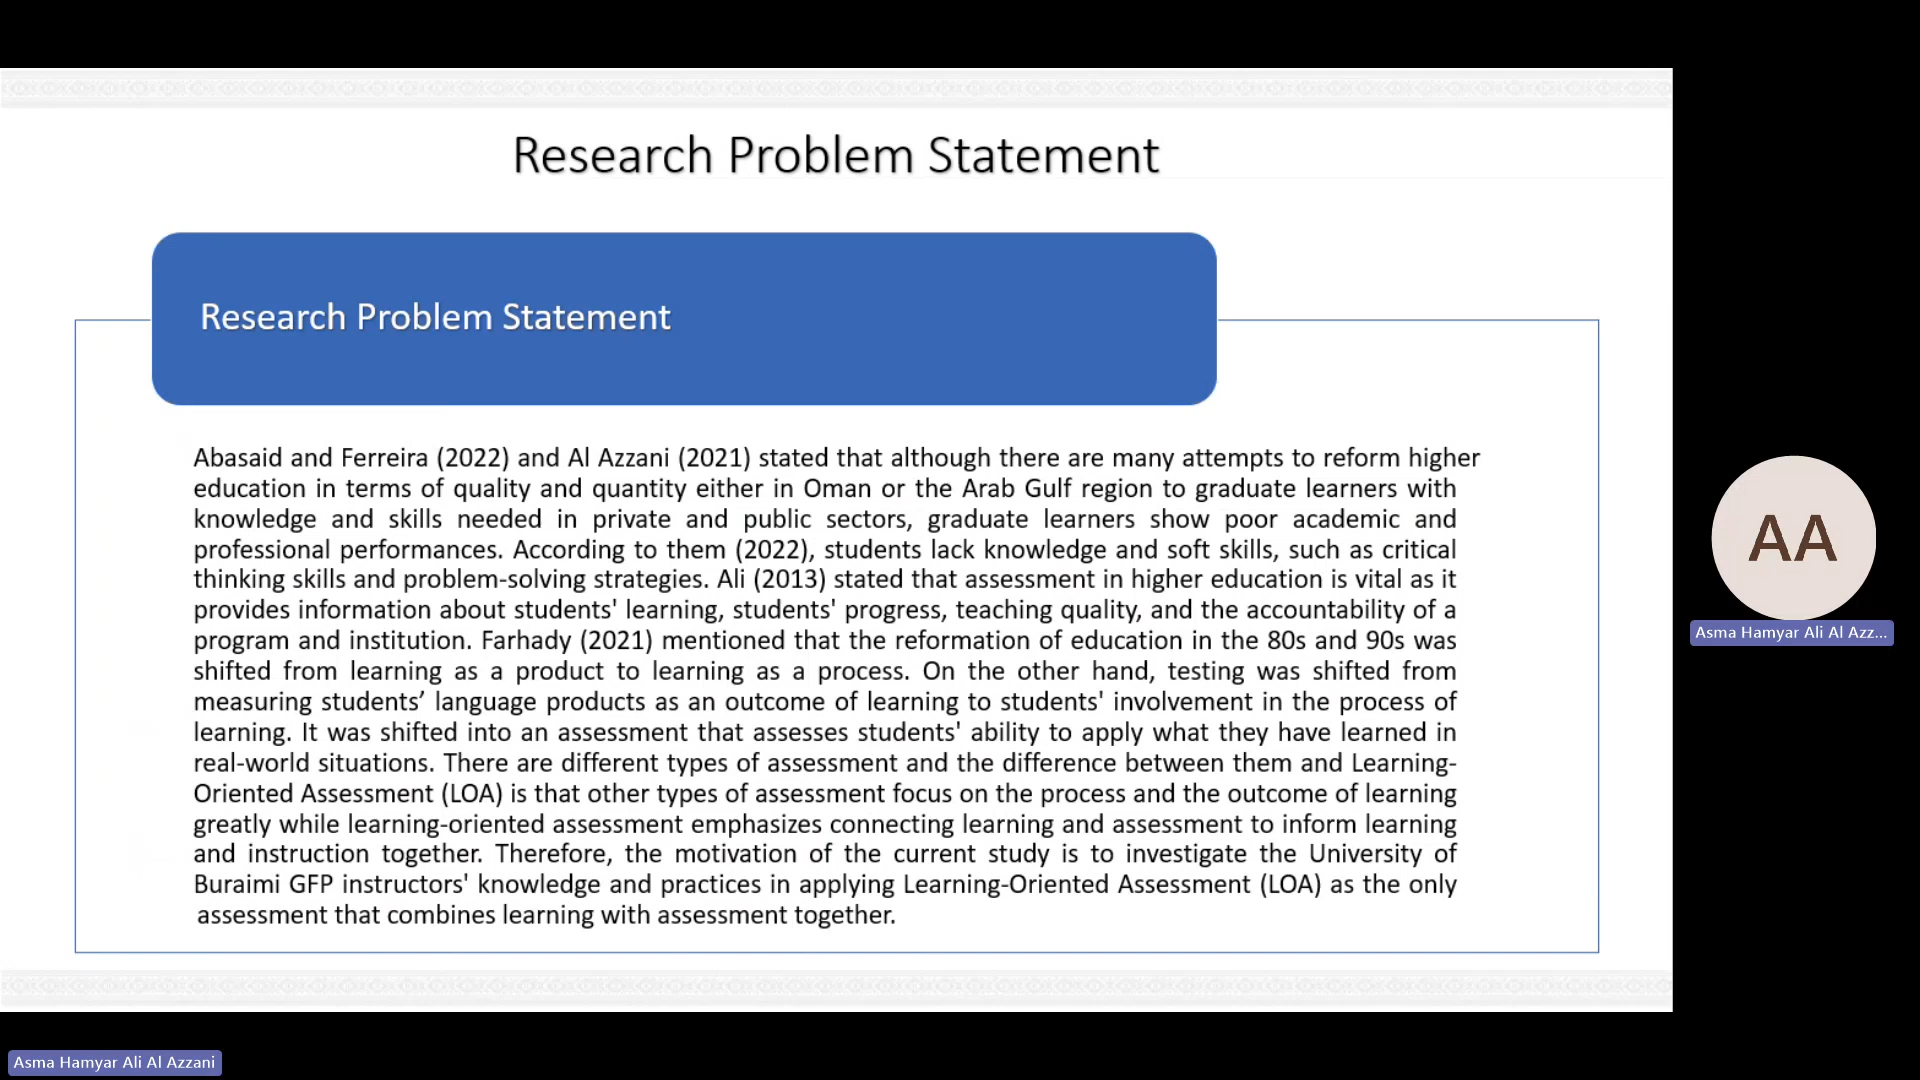 Research Problem Statement
Research Problem Statement
Abasaid and Ferreira (2022) and Al Azzani (2021) stated that although there are many attempts to reform higher
education in terms of quality and quantity either in Oman or the Arab Gulf region to graduate learners with
knowledge and skills needed in private and public sectors, graduate learners show poor academic and
professional performances. According to them (2022), students lack knowledge and soft skills, such as critical
thinking skills and problem-solving strategies. Ali (2013) stated that assessment in higher education is vital as it
provides information about students' learning, students' progress, teaching quality, and the accountability of a
program and institution. Farhady (2021) mentioned that the reformation of education in the 80s and 90s was
shifted from learning as a product to learning as a process. On the other hand, testing was shifted from
measuring students’ language products as an outcome of learning to students' involvement in the process of
learning. It was shifted into an assessment that assesses students' ability to apply what they have learned in
real-world situations. There are different types of assessment and the difference between them and Learning-
Oriented Assessment (LOA) is that other types of assessment focus on the process and the outcome of learning
greatly while learning-oriented assessment emphasizes connecting learning and assessment to inform learning
and instruction together. Therefore, the motivation of the current study is to investigate the University of
Buraimi GFP instructors' knowledge and practices in applying Learning-Oriented Assessment (LOA) as the only
assessment that combines learning with assessment together.
AA
Asma Hamyar Ali Al Azz...
Asma Hamyar Ali Al Azzani